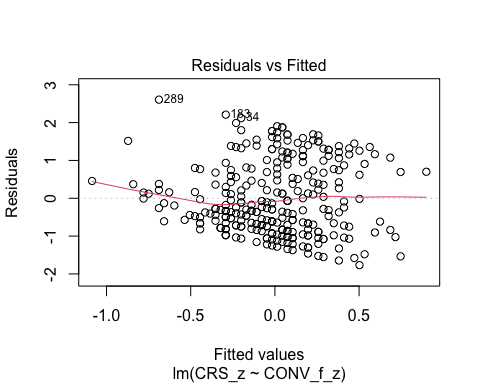 Residuals vs Fitted
Residuals
3
2
1
0
-1
-2
289
183
34
-1.0 -0.5 0.0 0.5
Fitted values
lm(CRS_z ~ CONV_f_z)